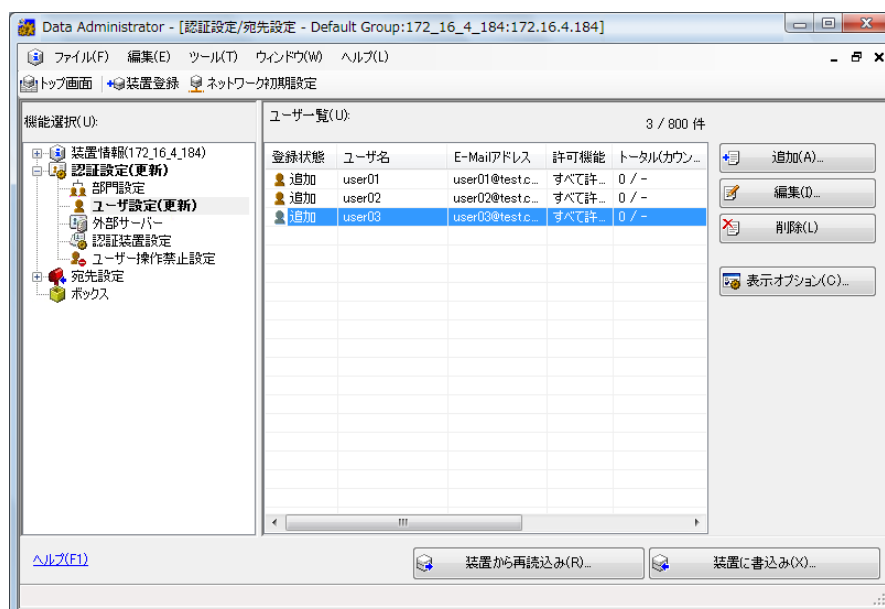 Data Administrator - [認証設定/宛先設定 - Default Group:172_16_4_184:172.16.4.184]
ファイル(F) 編集(E) ツール(T) ウィンドウ(W) ヘルプ(L)
トップ画面 装置登録 ネットワーク初期設定
機能選択(U):
装置情報(172_16_4_184)
認証設定(更新)
部門設定
ユーザ設定(更新)
外部サーバー
認証装置設定
ユーザー操作禁止設定
宛先設定
ボックス
ユーザー覧(U):
3 / 800 件
登録状態 ユーザ名 E-Mailアドレス 許可機能 トータル(カウン...
追加 user01 user01@test.c... すべて許... 0 / -
追加 user02 user02@test.c... すべて許... 0 / -
追加 user03 user03@test.c... すべて許... 0 / -
追加(A)...
編集(I)...
削除(L)
表示オプション(C)...
ヘルプ(F1)
装置から再読込み(R)...
装置に書込み(X)...